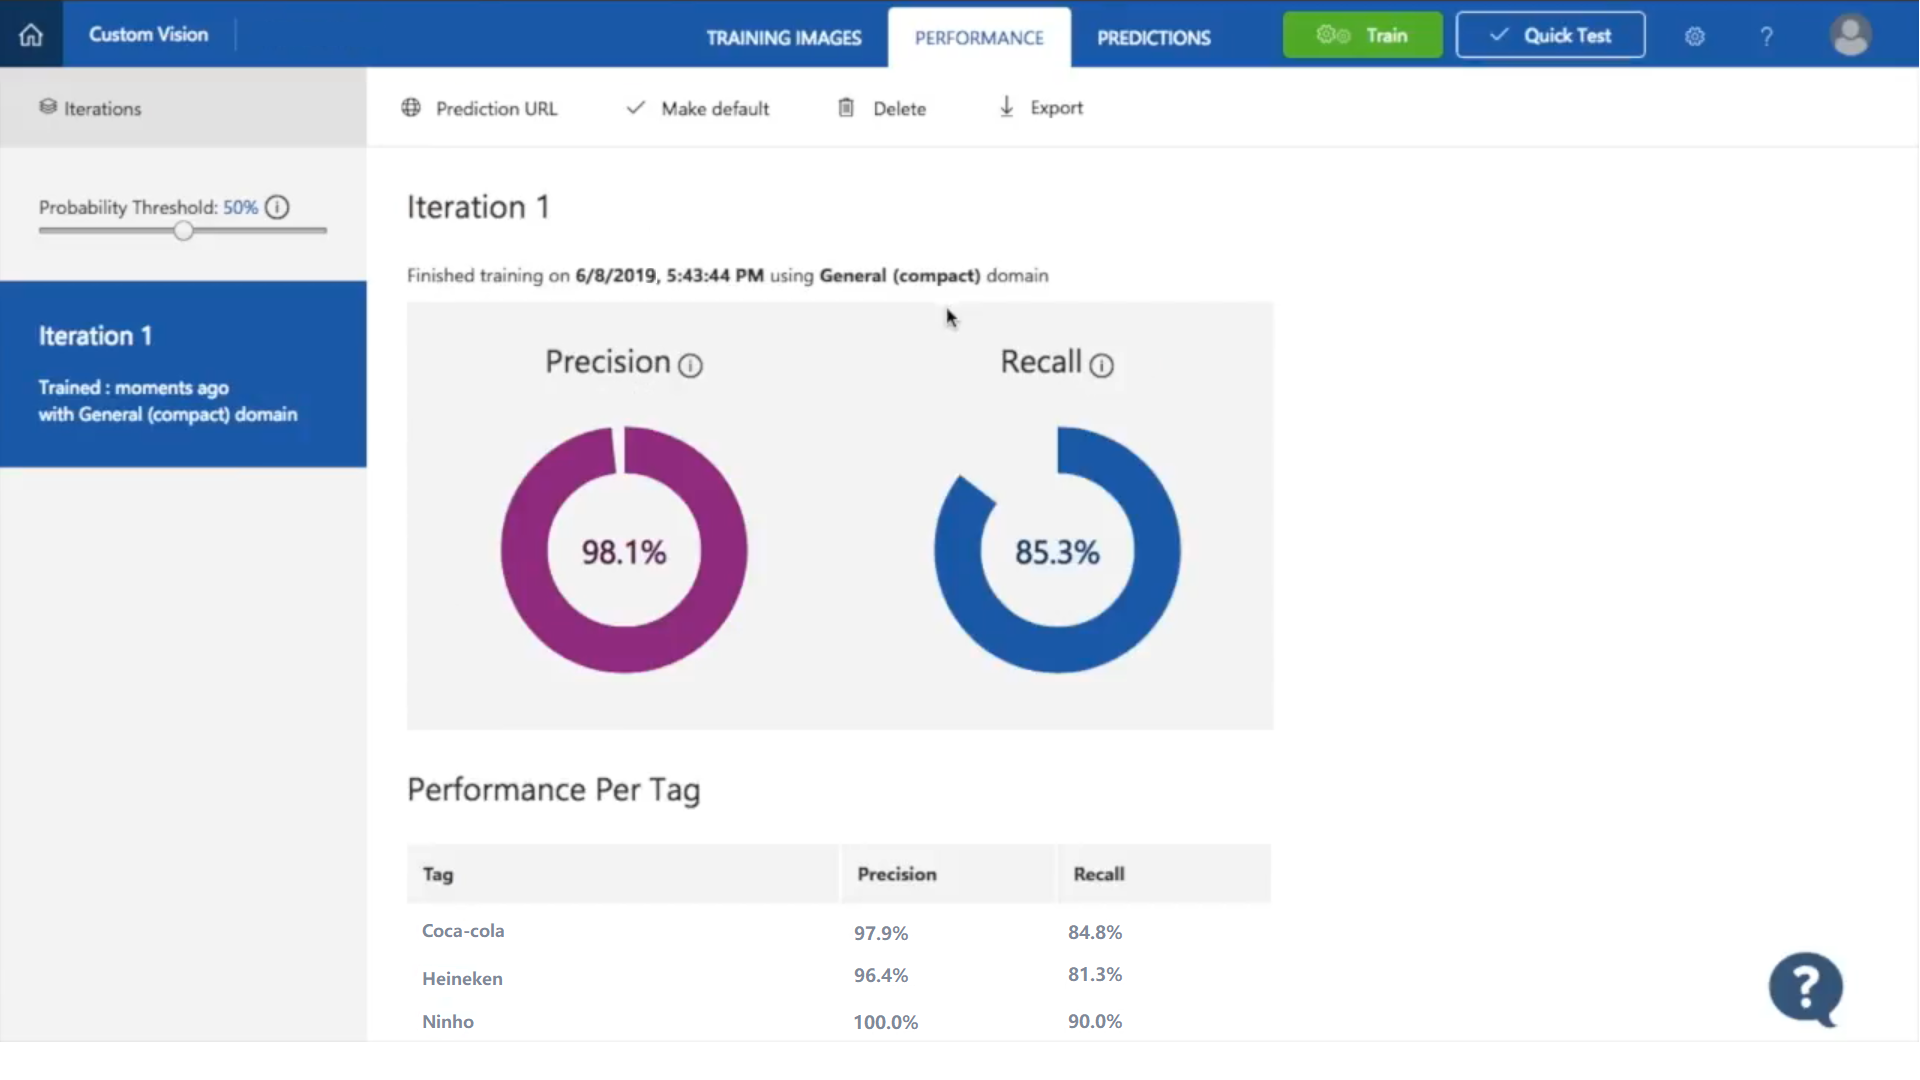 Custom Vision
TRAINING IMAGES
PERFORMANCE
PREDICTIONS
Train
Quick Test
?
Iterations
Prediction URL
Make default
Delete
Export
Probability Threshold: 50%
Iteration 1
Trained : moments ago
with General (compact) domain
Iteration 1
Finished training on 6/8/2019, 5:43:44 PM using General (compact) domain
Precision
Recall
98.1%
85.3%
Performance Per Tag
Tag Precision Recall
Coca-cola 97.9% 84.8%
Heineken 96.4% 81.3%
Ninho 100.0% 90.0%
?